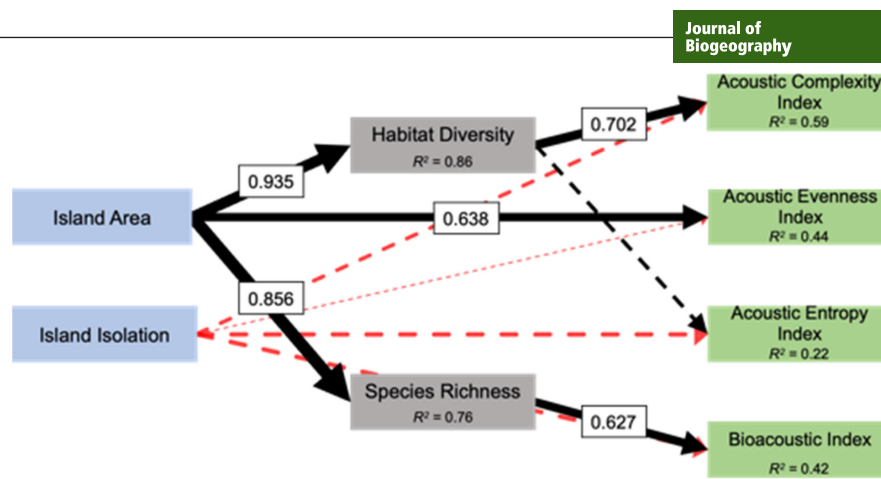 Journal of
Biogeography
Acoustic Complexity
Index
R² = 0.59
Habitat Diversity
R² = 0.86
0.702
0.935
Island Area
0.638
Acoustic Evenness
Index
R² = 0.44
0.856
Island Isolation
Acoustic Entropy
Index
R² = 0.22
Species Richness
R² = 0.76
0.627
Bioacoustic Index
R² = 0.42